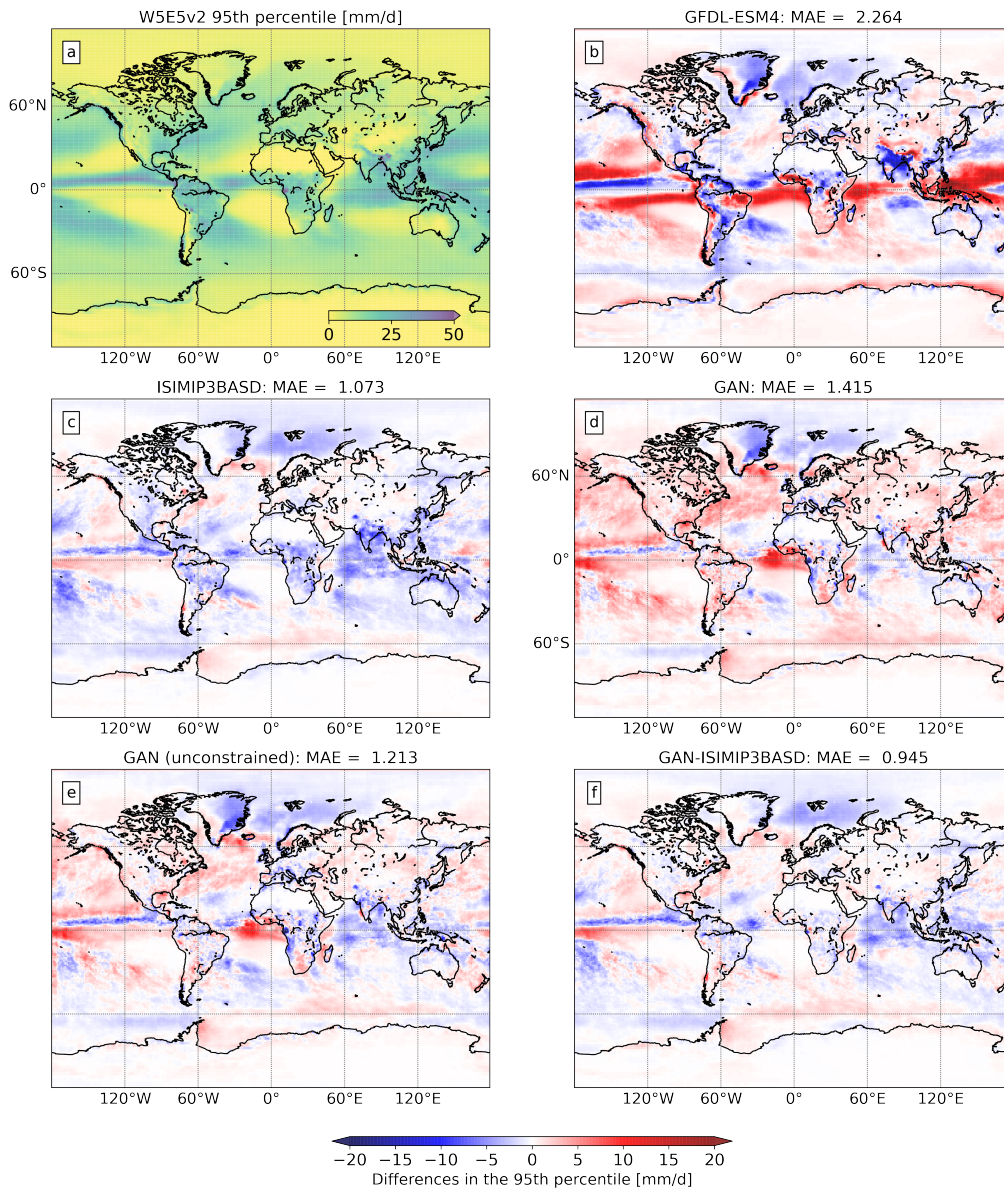 W5E5v2 95th percentile [mm/d]
GFDL-ESM4: MAE = 2.264
a
b
60°N
0°
60°S
0 25 50
120°W 60°W 0° 60°E 120°E
120°W 60°W 0° 60°E 120°E
ISIMIP3BASD: MAE = 1.073
GAN: MAE = 1.415
c
d
60°N
0°
60°S
120°W 60°W 0° 60°E 120°E
120°W 60°W 0° 60°E 120°E
GAN (unconstrained): MAE = 1.213
GAN-ISIMIP3BASD: MAE = 0.945
e
f
120°W 60°W 0° 60°E 120°E
120°W 60°W 0° 60°E 120°E
−20 −15 −10 −5 0 5 10 15 20
Differences in the 95th percentile [mm/d]